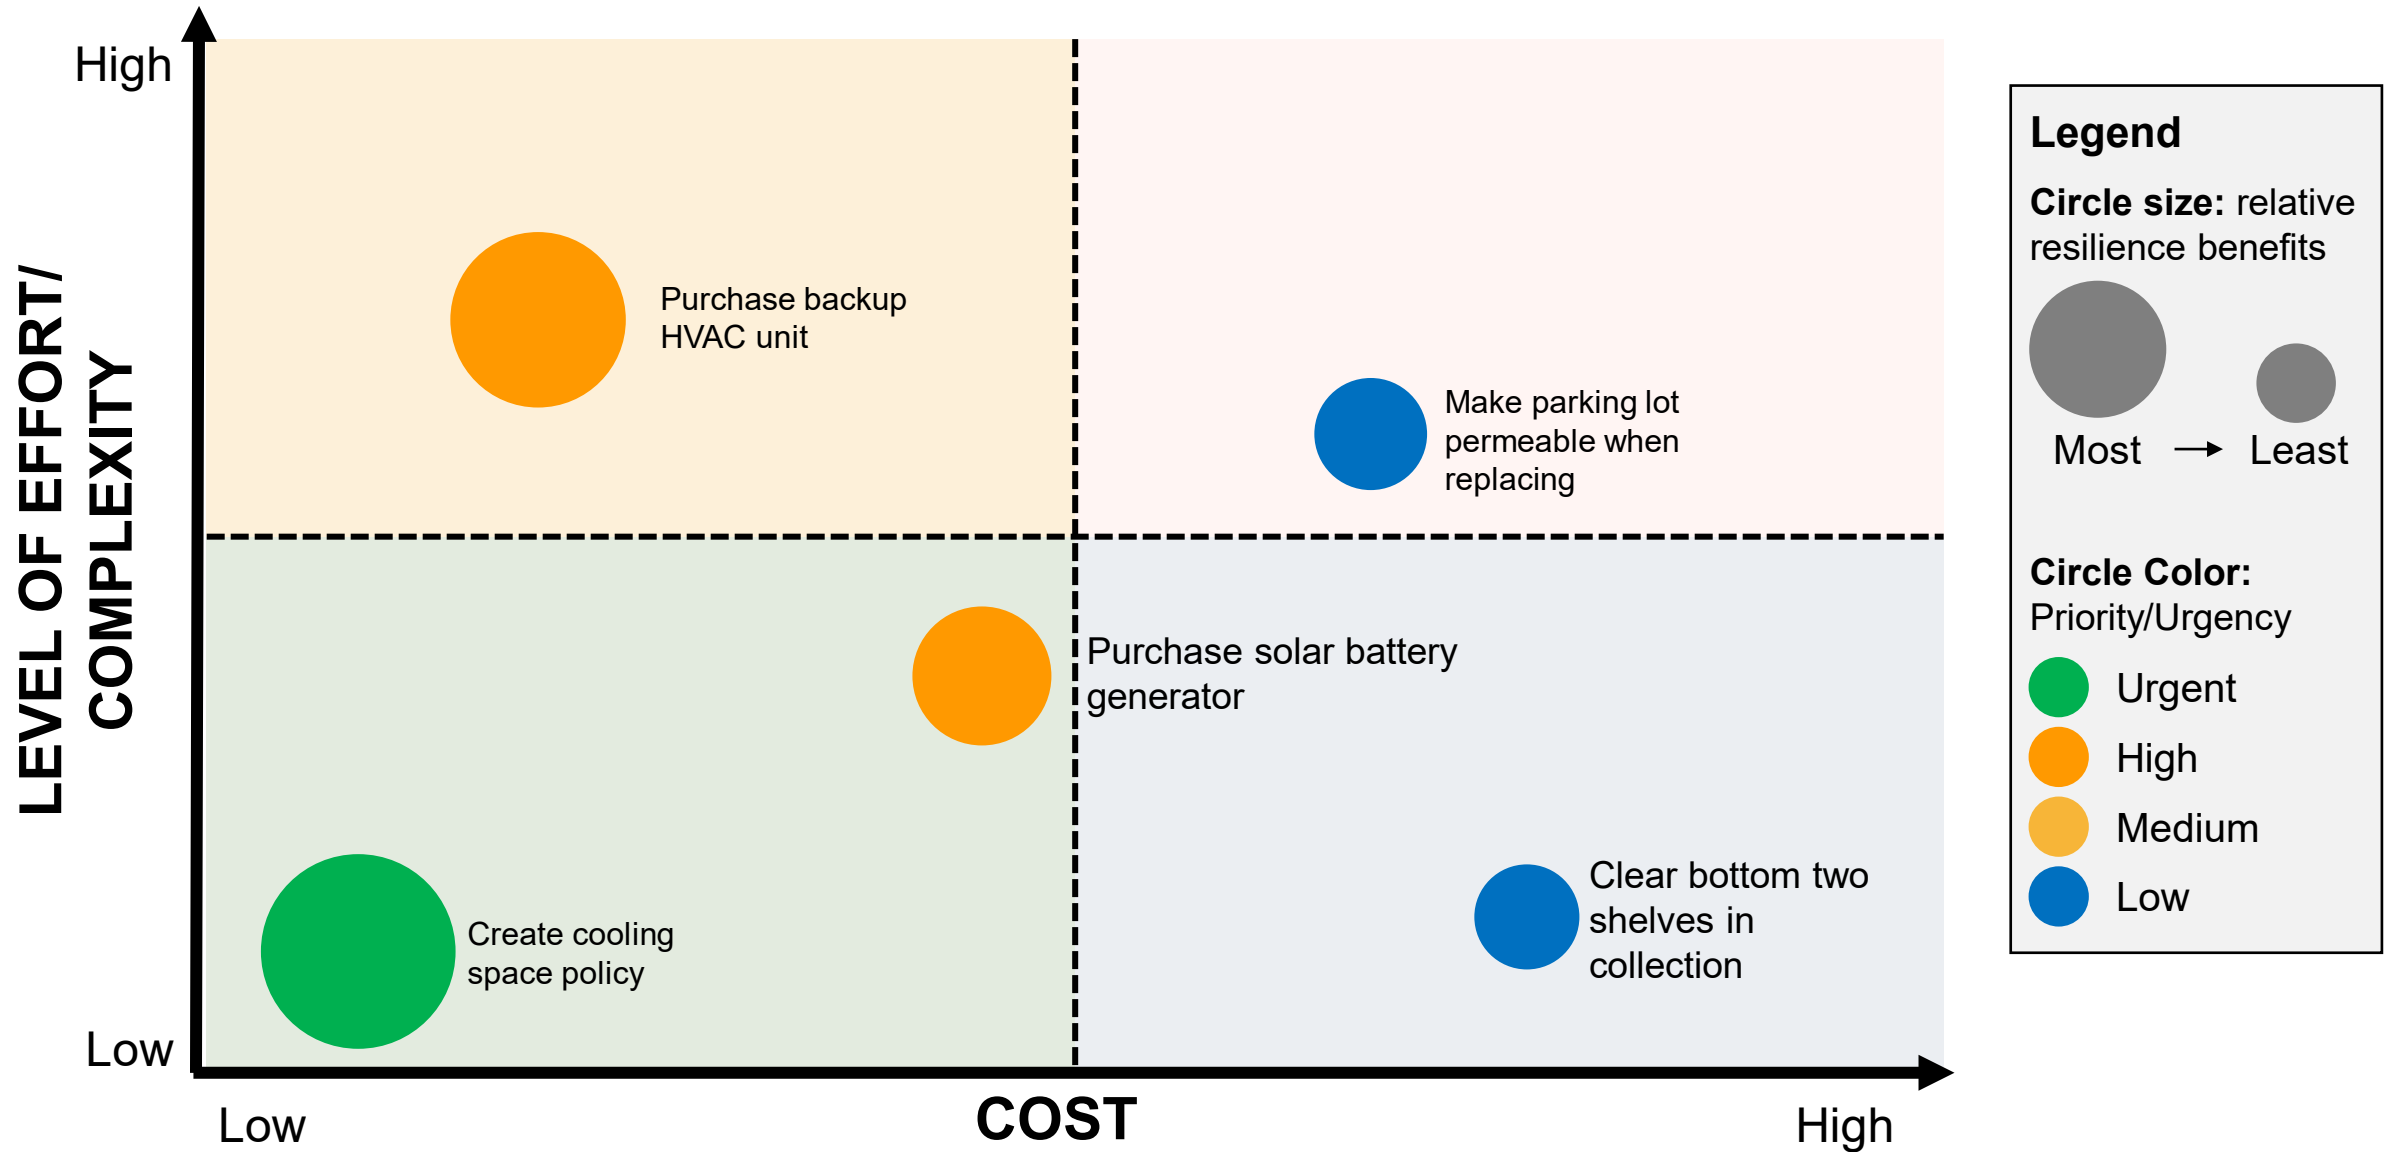 High
LEVEL OF EFFORT/
COMPLEXITY
Low
Purchase backup
HVAC unit
Make parking lot
permeable when
replacing
Purchase solar battery
generator
Create cooling
space policy
Clear bottom two
shelves in
collection
Low
COST
High
Legend
Circle size: relative
resilience benefits
Most
Least
Circle Color:
Priority/Urgency
Urgent
High
Medium
Low